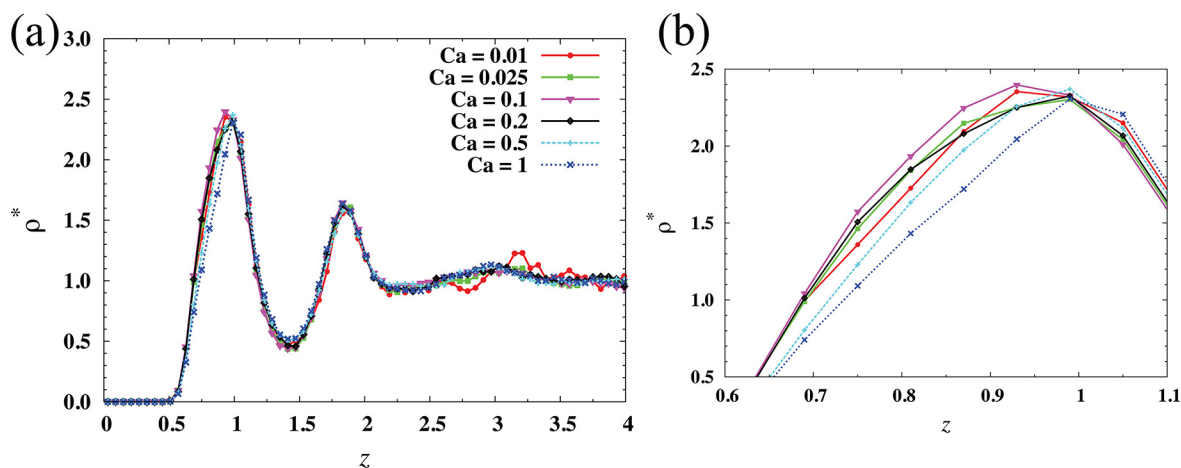 (a)
(b)
3.0
2.5
2.0
1.5
1.0
0.5
0.0
ρ*
0 0.5 1 1.5 2 2.5 3 3.5 4
z
Ca = 0.01
Ca = 0.025
Ca = 0.1
Ca = 0.2
Ca = 0.5
Ca = 1
2.5
2.0
1.5
1.0
0.5
ρ*
0.6 0.7 0.8 0.9 1 1.1
z